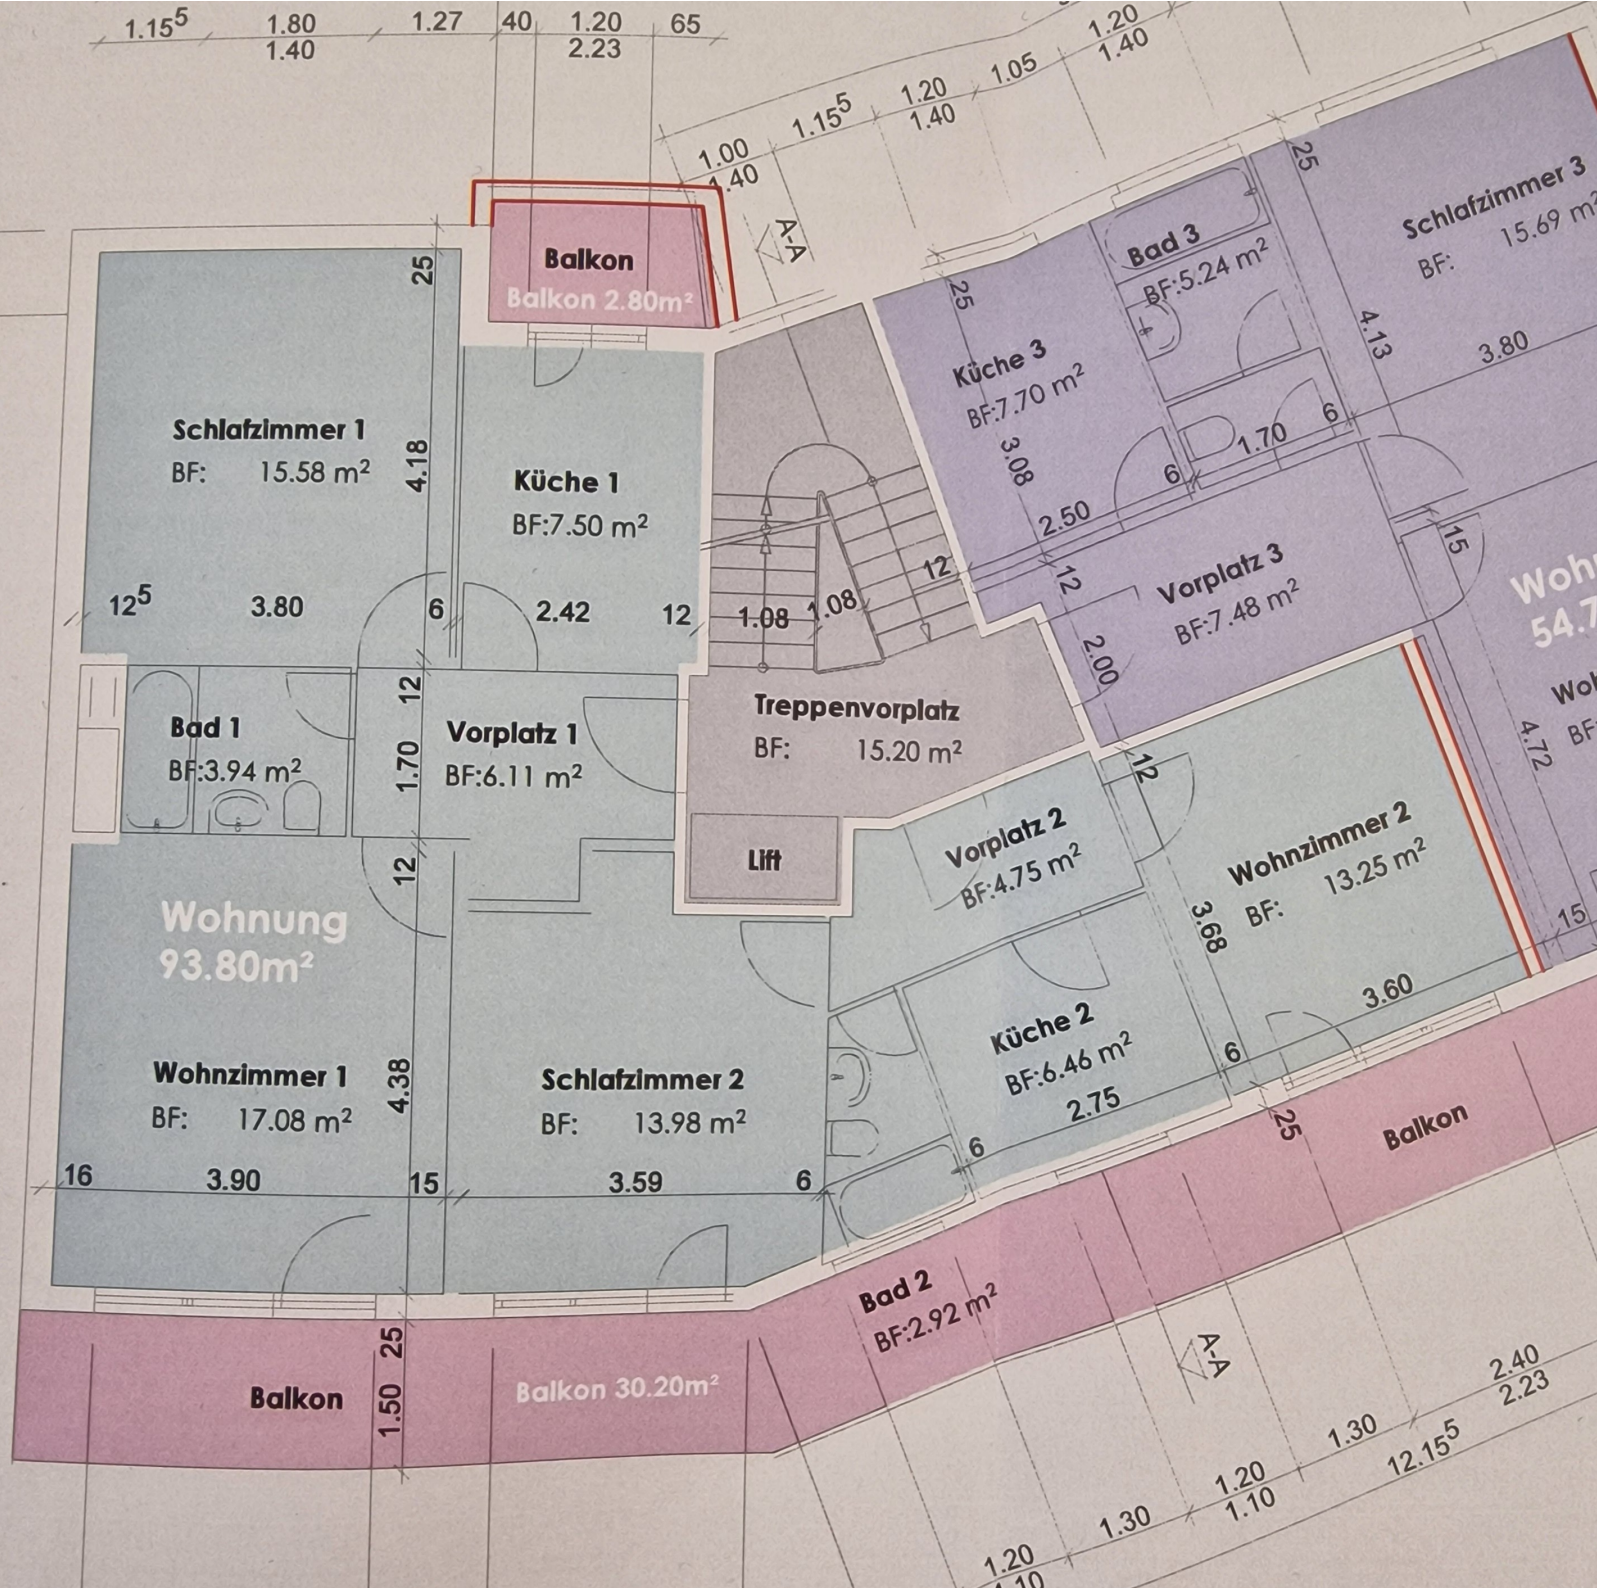 1.15⁵ 1.80 1.27 40 1.20 65
1.40 2.23
1.20
1.40
1.05
1.20
1.40
1.15⁵
1.00
1.40
A-A
25
Balkon
Balkon 2.80m²
25
Schlafzimmer 1
BF: 15.58 m²
4.18
Küche 1
BF:7.50 m²
12⁵ 3.80 6 2.42 12
1.08 1.08 12
Küche 3
BF:7.70 m²
3.08
25
Bad 3
BF:5.24 m²
25
Schlafzimmer 3
BF: 15.69 m²
4.13
3.80
2.50 6 1.70 6
12
Vorplatz 3
BF:7.48 m²
2.00
15
Woh
54.7
Woh
BF:
4.72
15
12
Bad 1
BF:3.94 m²
1.70
Vorplatz 1
BF:6.11 m²
12
Treppenvorplatz
BF: 15.20 m²
Lift
Vorplatz 2
BF:4.75 m²
12
Wohnzimmer 2
BF: 13.25 m²
3.68
3.60
Wohnung
93.80m²
Wohnzimmer 1
BF: 17.08 m²
4.38
Schlafzimmer 2
BF: 13.98 m²
Küche 2
BF:6.46 m²
6 2.75 6
25
16 3.90 15 3.59 6
Balkon
Bad 2
BF:2.92 m²
25
1.50
Balkon
Balkon 30.20m²
A-A
2.40
2.23
1.30
12.15⁵
1.20
1.10
1.30
1.20
1.10